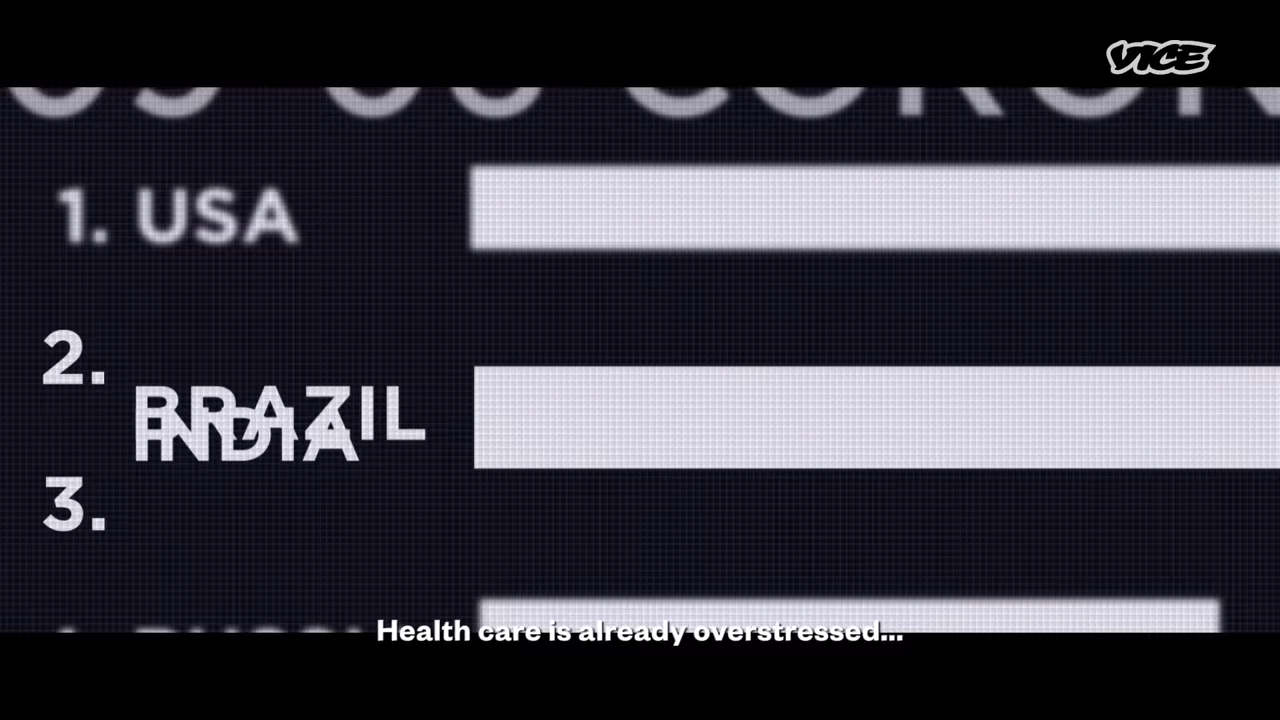 VICE
1. USA
2.
BRAZIL
INDIA
3.
Health care is already overstressed...